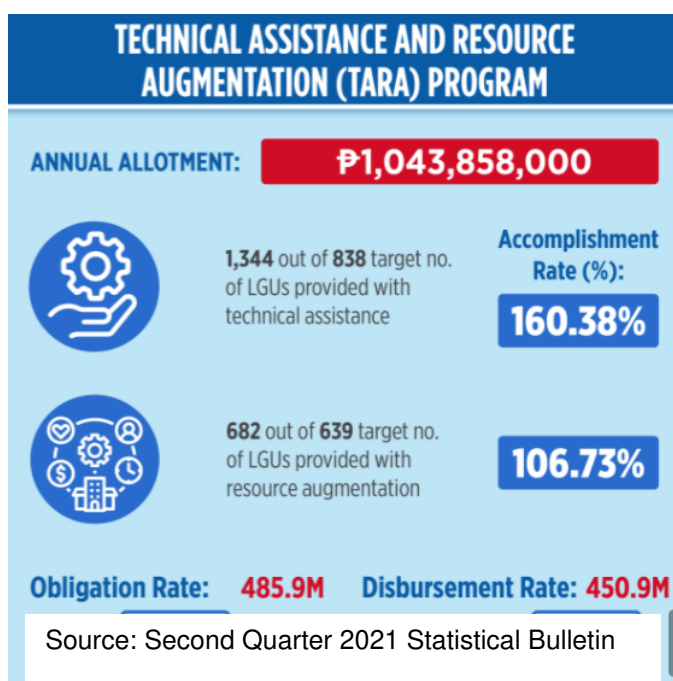 TECHNICAL ASSISTANCE AND RESOURCE
AUGMENTATION (TARA) PROGRAM
ANNUAL ALLOTMENT: ₱1,043,858,000
1,344 out of 838 target no.
of LGUs provided with
technical assistance
Accomplishment
Rate (%):
160.38%
682 out of 639 target no.
of LGUs provided with
resource augmentation
106.73%
Obligation Rate: 485.9M Disbursement Rate: 450.9M
Source: Second Quarter 2021 Statistical Bulletin